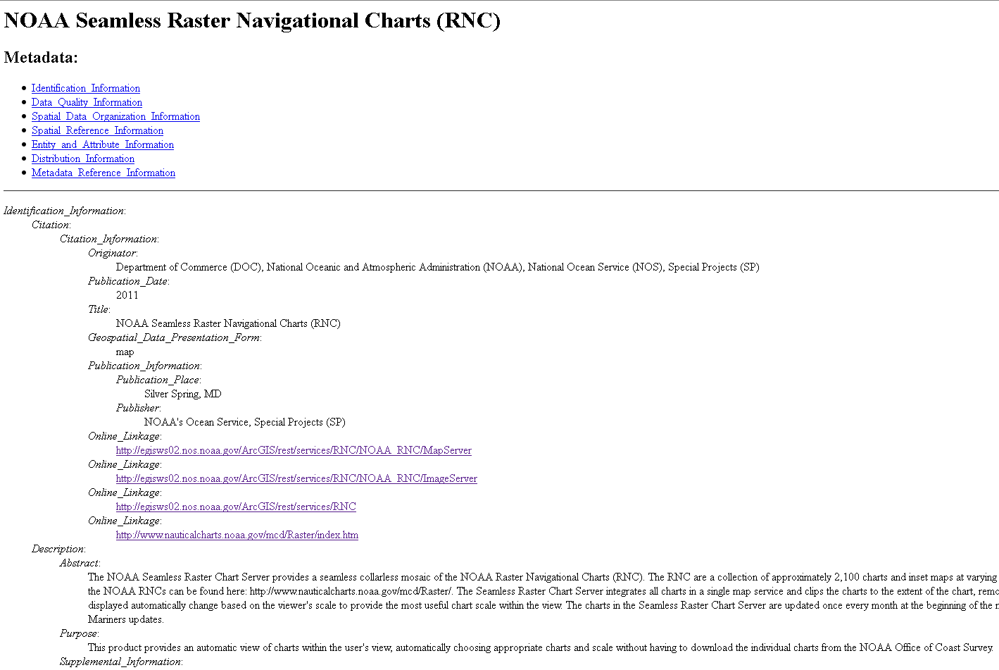 NOAA Seamless Raster Navigational Charts (RNC)
Metadata:
Identification_Information
Data_Quality_Information
Spatial_Data_Organization_Information
Spatial_Reference_Information
Entity_and_Attribute_Information
Distribution_Information
Metadata_Reference_Information
Identification_Information:
Citation:
Citation_Information:
Originator:
Department of Commerce (DOC), National Oceanic and Atmospheric Administration (NOAA), National Ocean Service (NOS), Special Projects (SP)
Publication_Date:
2011
Title:
NOAA Seamless Raster Navigational Charts (RNC)
Geospatial_Data_Presentation_Form:
map
Publication_Information:
Publication_Place:
Silver Spring, MD
Publisher:
NOAA's Ocean Service, Special Projects (SP)
Online_Linkage:
http://egisws02.nos.noaa.gov/ArcGIS/rest/services/RNC/NOAA_RNC/MapServer
Online_Linkage:
http://egisws02.nos.noaa.gov/ArcGIS/rest/services/RNC/NOAA_RNC/ImageServer
Online_Linkage:
http://egisws02.nos.noaa.gov/ArcGIS/rest/services/RNC
Online_Linkage:
http://www.nauticalcharts.noaa.gov/mcd/Raster/index.htm
Description:
Abstract:
The NOAA Seamless Raster Chart Server provides a seamless collarless mosaic of the NOAA Raster Navigational Charts (RNC). The RNC are a collection of approximately 2,100 charts and inset maps at varying
the NOAA RNCs can be found here: http://www.nauticalcharts.noaa.gov/mcd/Raster/. The Seamless Raster Chart Server integrates all charts in a single map service and clips the charts to the extent of the chart, remo
displayed automatically change based on the viewer's scale to provide the most useful chart scale within the view. The charts in the Seamless Raster Chart Server are updated once every month at the beginning of the
Mariners updates.
Purpose:
This product provides an automatic view of charts within the user's view, automatically choosing appropriate charts and scale without having to download the individual charts from the NOAA Office of Coast Survey.
Supplemental_Information: